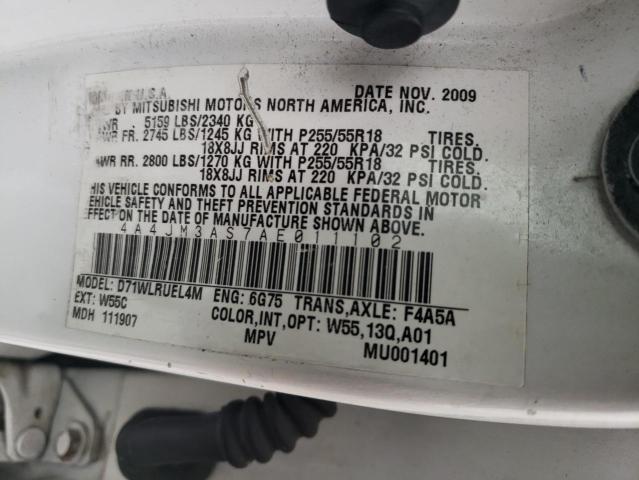 U.S.A. DATE NOV. 2009
BY MITSUBISHI MOTORS NORTH AMERICA, INC.
5159 LBS/2340 KG
FR. 2745 LBS/1245 KG WITH P255/55R18 TIRES.
18X8JJ RIMS AT 220 KPA/32 PSI COLD.
RR. 2800 LBS/1270 KG WITH P255/55R18 TIRES.
18X8JJ RIMS AT 220 KPA/32 PSI COLD.
HIS VEHICLE CONFORMS TO ALL APPLICABLE FEDERAL MOTOR
EHICLE SAFETY AND THEFT PREVENTION STANDARDS IN
EFFECT ON THE DATE OF MANUFACTURE SHOWN ABOVE.
4A4JM3AS7AE011102
MODEL: D71WLRUEL4M ENG: 6G75 TRANS,AXLE: F4A5A
EXT: W55C COLOR,INT,OPT: W55,13Q,A01
MDH 111907 MPV MU001401